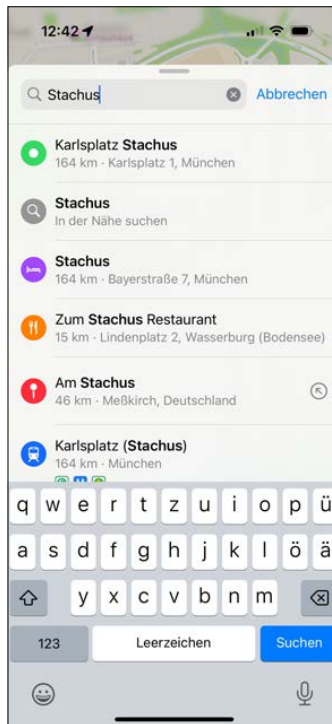 12:42
Stachus
Abbrechen
Karlsplatz Stachus
164 km · Karlsplatz 1, München
Stachus
In der Nähe suchen
Stachus
164 km · Bayerstraße 7, München
Zum Stachus Restaurant
15 km · Lindenplatz 2, Wasserburg (Bodensee)
Am Stachus
46 km · Meßkirch, Deutschland
Karlsplatz (Stachus)
164 km · München
q w e r t z u i o p ü
a s d f g h j k l ö ä
y x c v b n m
123 Leerzeichen Suchen